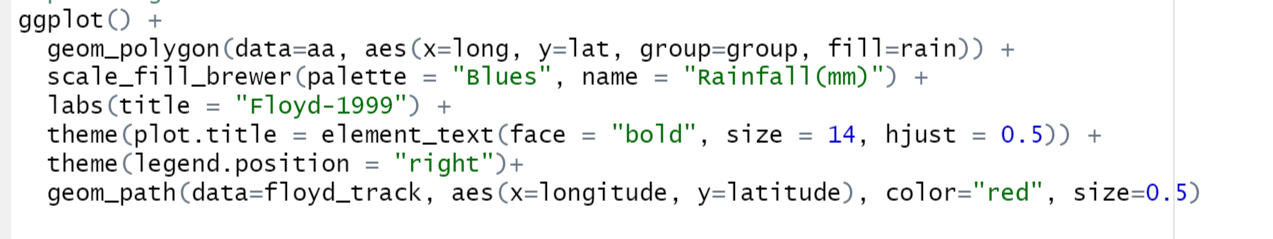 ggplot() +
  geom_polygon(data=aa, aes(x=long, y=lat, group=group, fill=rain)) +
  scale_fill_brewer(palette = "Blues", name = "Rainfall(mm)") +
  labs(title = "Floyd-1999") +
  theme(plot.title = element_text(face = "bold", size = 14, hjust = 0.5)) +
  theme(legend.position = "right")+
  geom_path(data=floyd_track, aes(x=longitude, y=latitude), color="red", size=0.5)